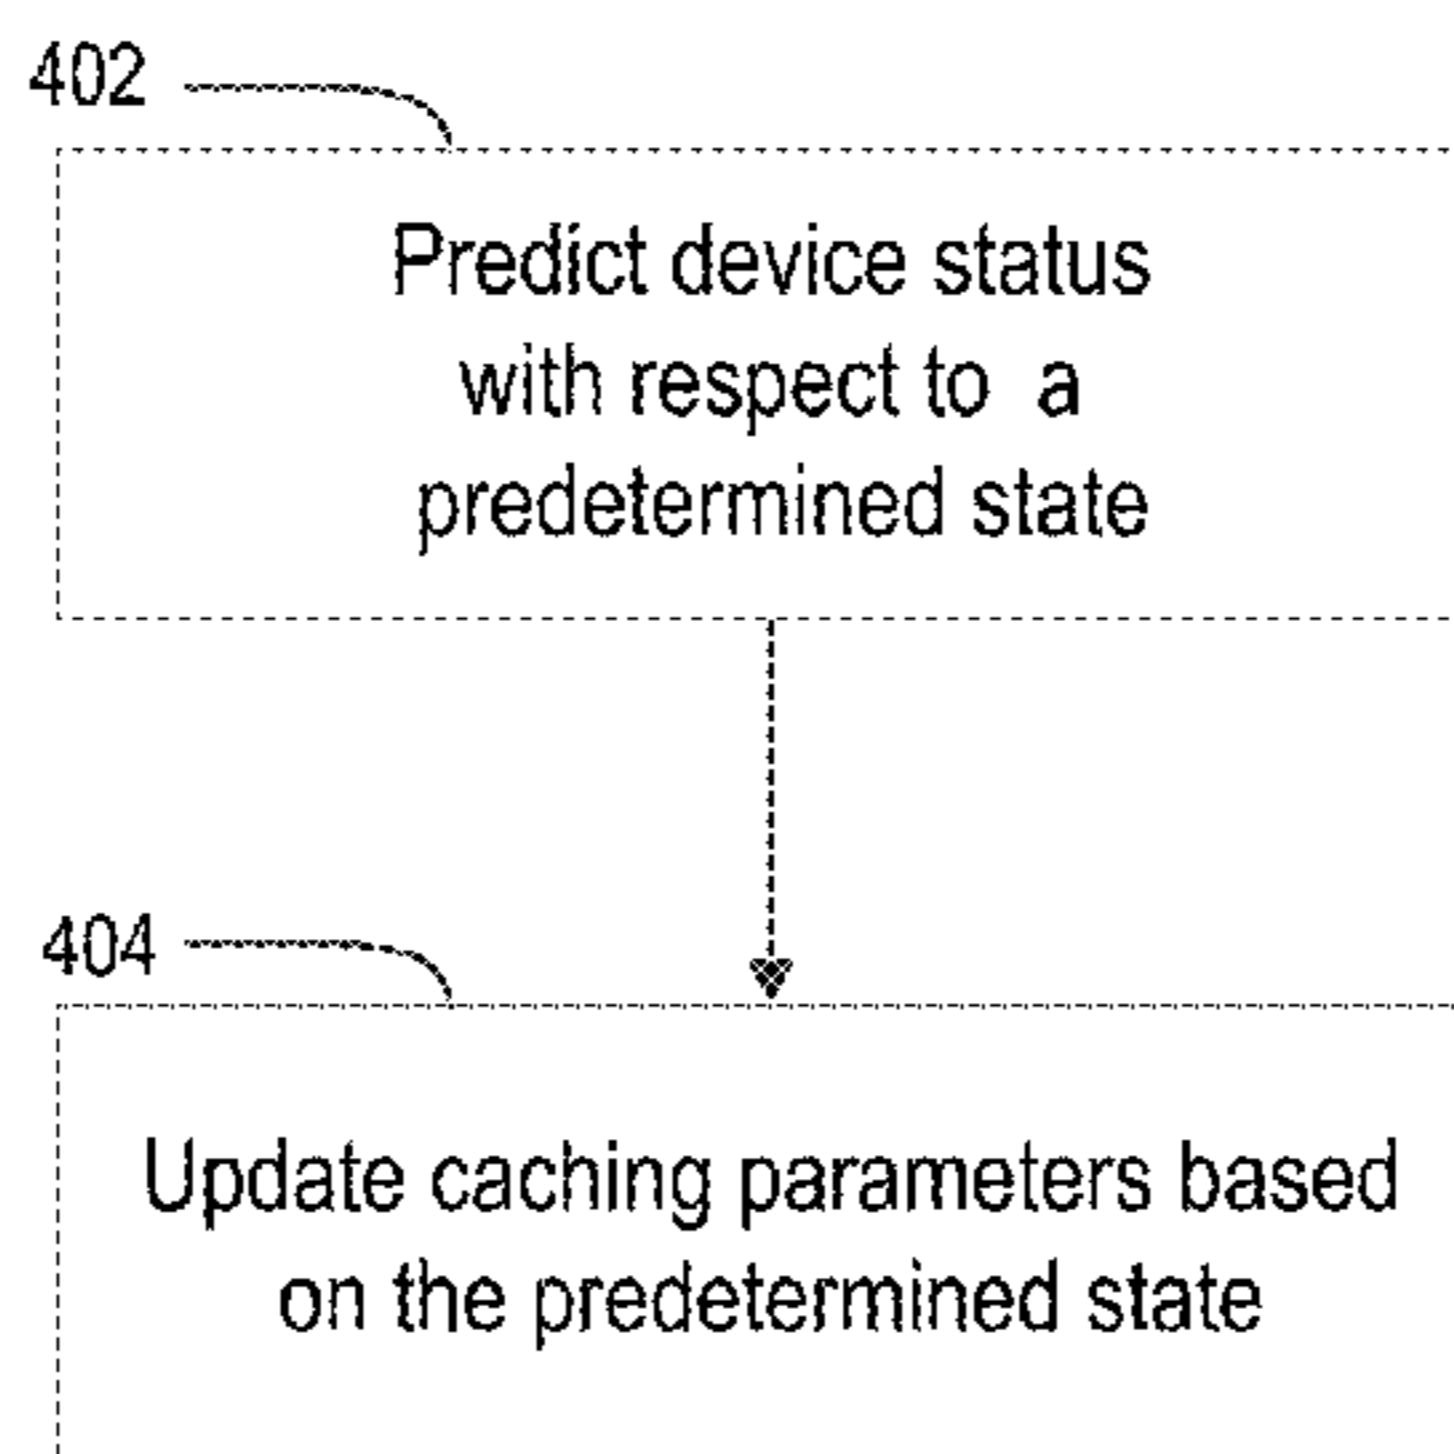 402
Predict device status
with respect to a
predetermined state
404
Update caching parameters based
on the predetermined state